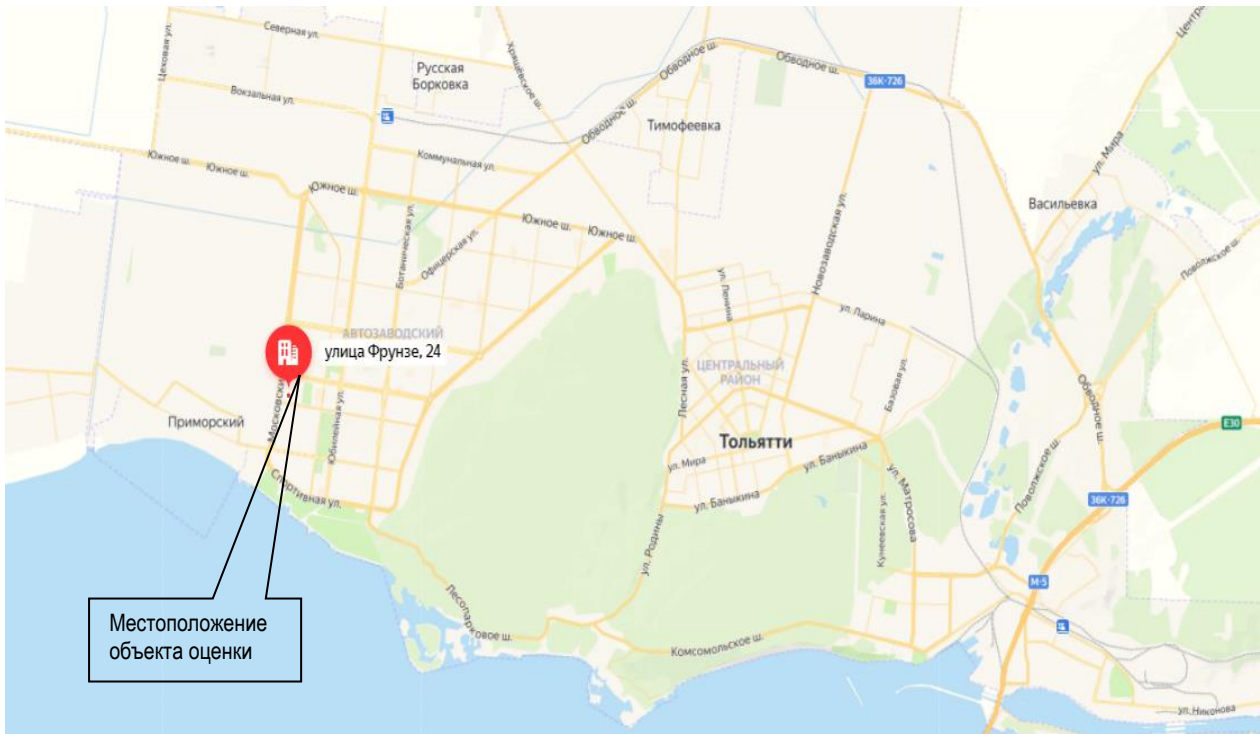 Северная ул.
Цеховая ул.
Хрящёвское ш.
Обводное ш.
Обводное ш.
Центр
Русская
Борковка
36К-726
Вокзальная ул.
Обводное ш.
Тимофеевка
ул. Мира
Южное ш.
Южное ш.
Коммунальная ул.
Южное ш.
Васильевка
Ботаническая ул.
Южное ш.
Южное ш.
Офицерская ул.
Новозаводская ул.
Поволжское ш.
ул. Ленина
ул. Ларина
АВТОЗАВОДСКИЙ
улица Фрунзе, 24
ЦЕНТРАЛЬНЫЙ
РАЙОН
Лесная ул.
Базовая ул.
Обводное ш.
Московский
Приморский
Юбилейная ул.
E30
Тольятти
ул. Мира
ул. Баныкина
Спортивная ул.
ул. Баныкина
ул. Матросова
Поволжское ш.
36К-726
Кунеевская ул.
ул. Родины
М-5
Лесопарковое ш.
Местоположение
объекта оценки
Комсомольское ш.
ул. Никонова